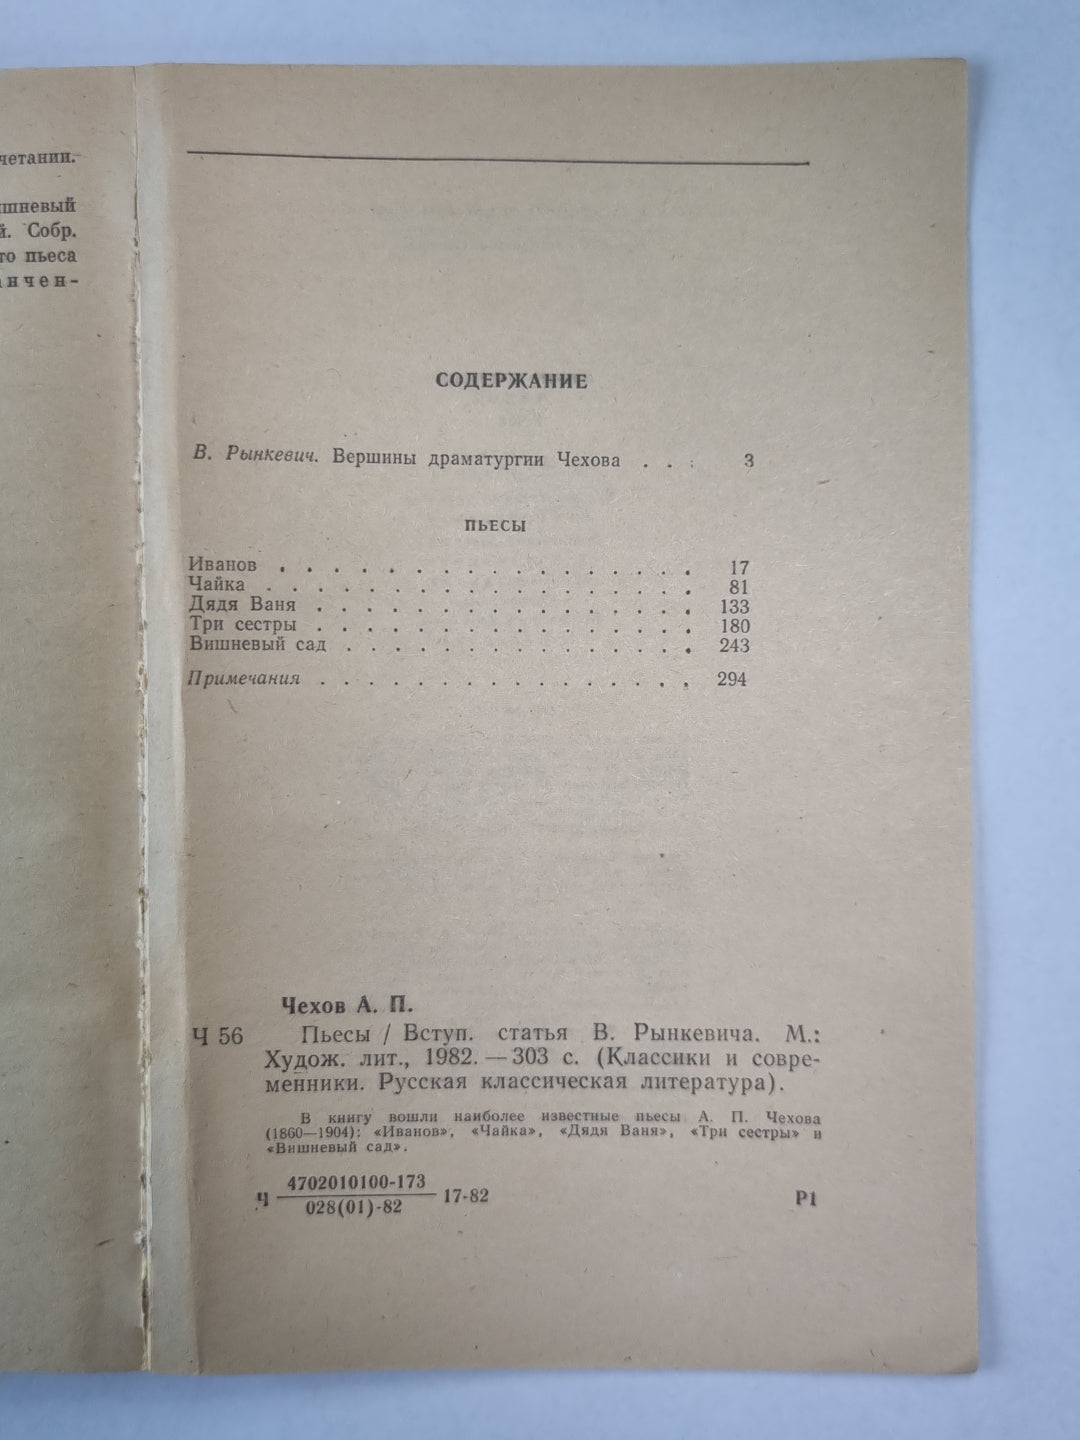 четании.
ишневый
й. Собр.
то пьеса
нчен-
СОДЕРЖАНИЕ
В. Рынкевич. Вершины драматургии Чехова . . : 3
ПЬЕСЫ
Иванов . . . . . . . . . . . . . . . . 17
Чайка . . . . . . . . . . . . . . . . . 81
Дядя Ваня . . . . . . . . . . . . . . . 133
Три сестры . . . . . . . . . . . . . . . 180
Вишневый сад . . . . . . . . . . . . . . 243
Примечания . . . . . . . . . . . . . . . 294
Чехов А. П.
Ч 56 Пьесы / Вступ. статья В. Рынкевича. М.:
Худож. лит., 1982. — 303 с. (Классики и совре-
менники. Русская классическая литература).
В книгу вошли наиболее известные пьесы А. П. Чехова
(1860—1904): «Иванов», «Чайка», «Дядя Ваня», «Три сестры» и
«Вишневый сад».
4702010100-173
Ч 17-82 Р1
028(01)-82